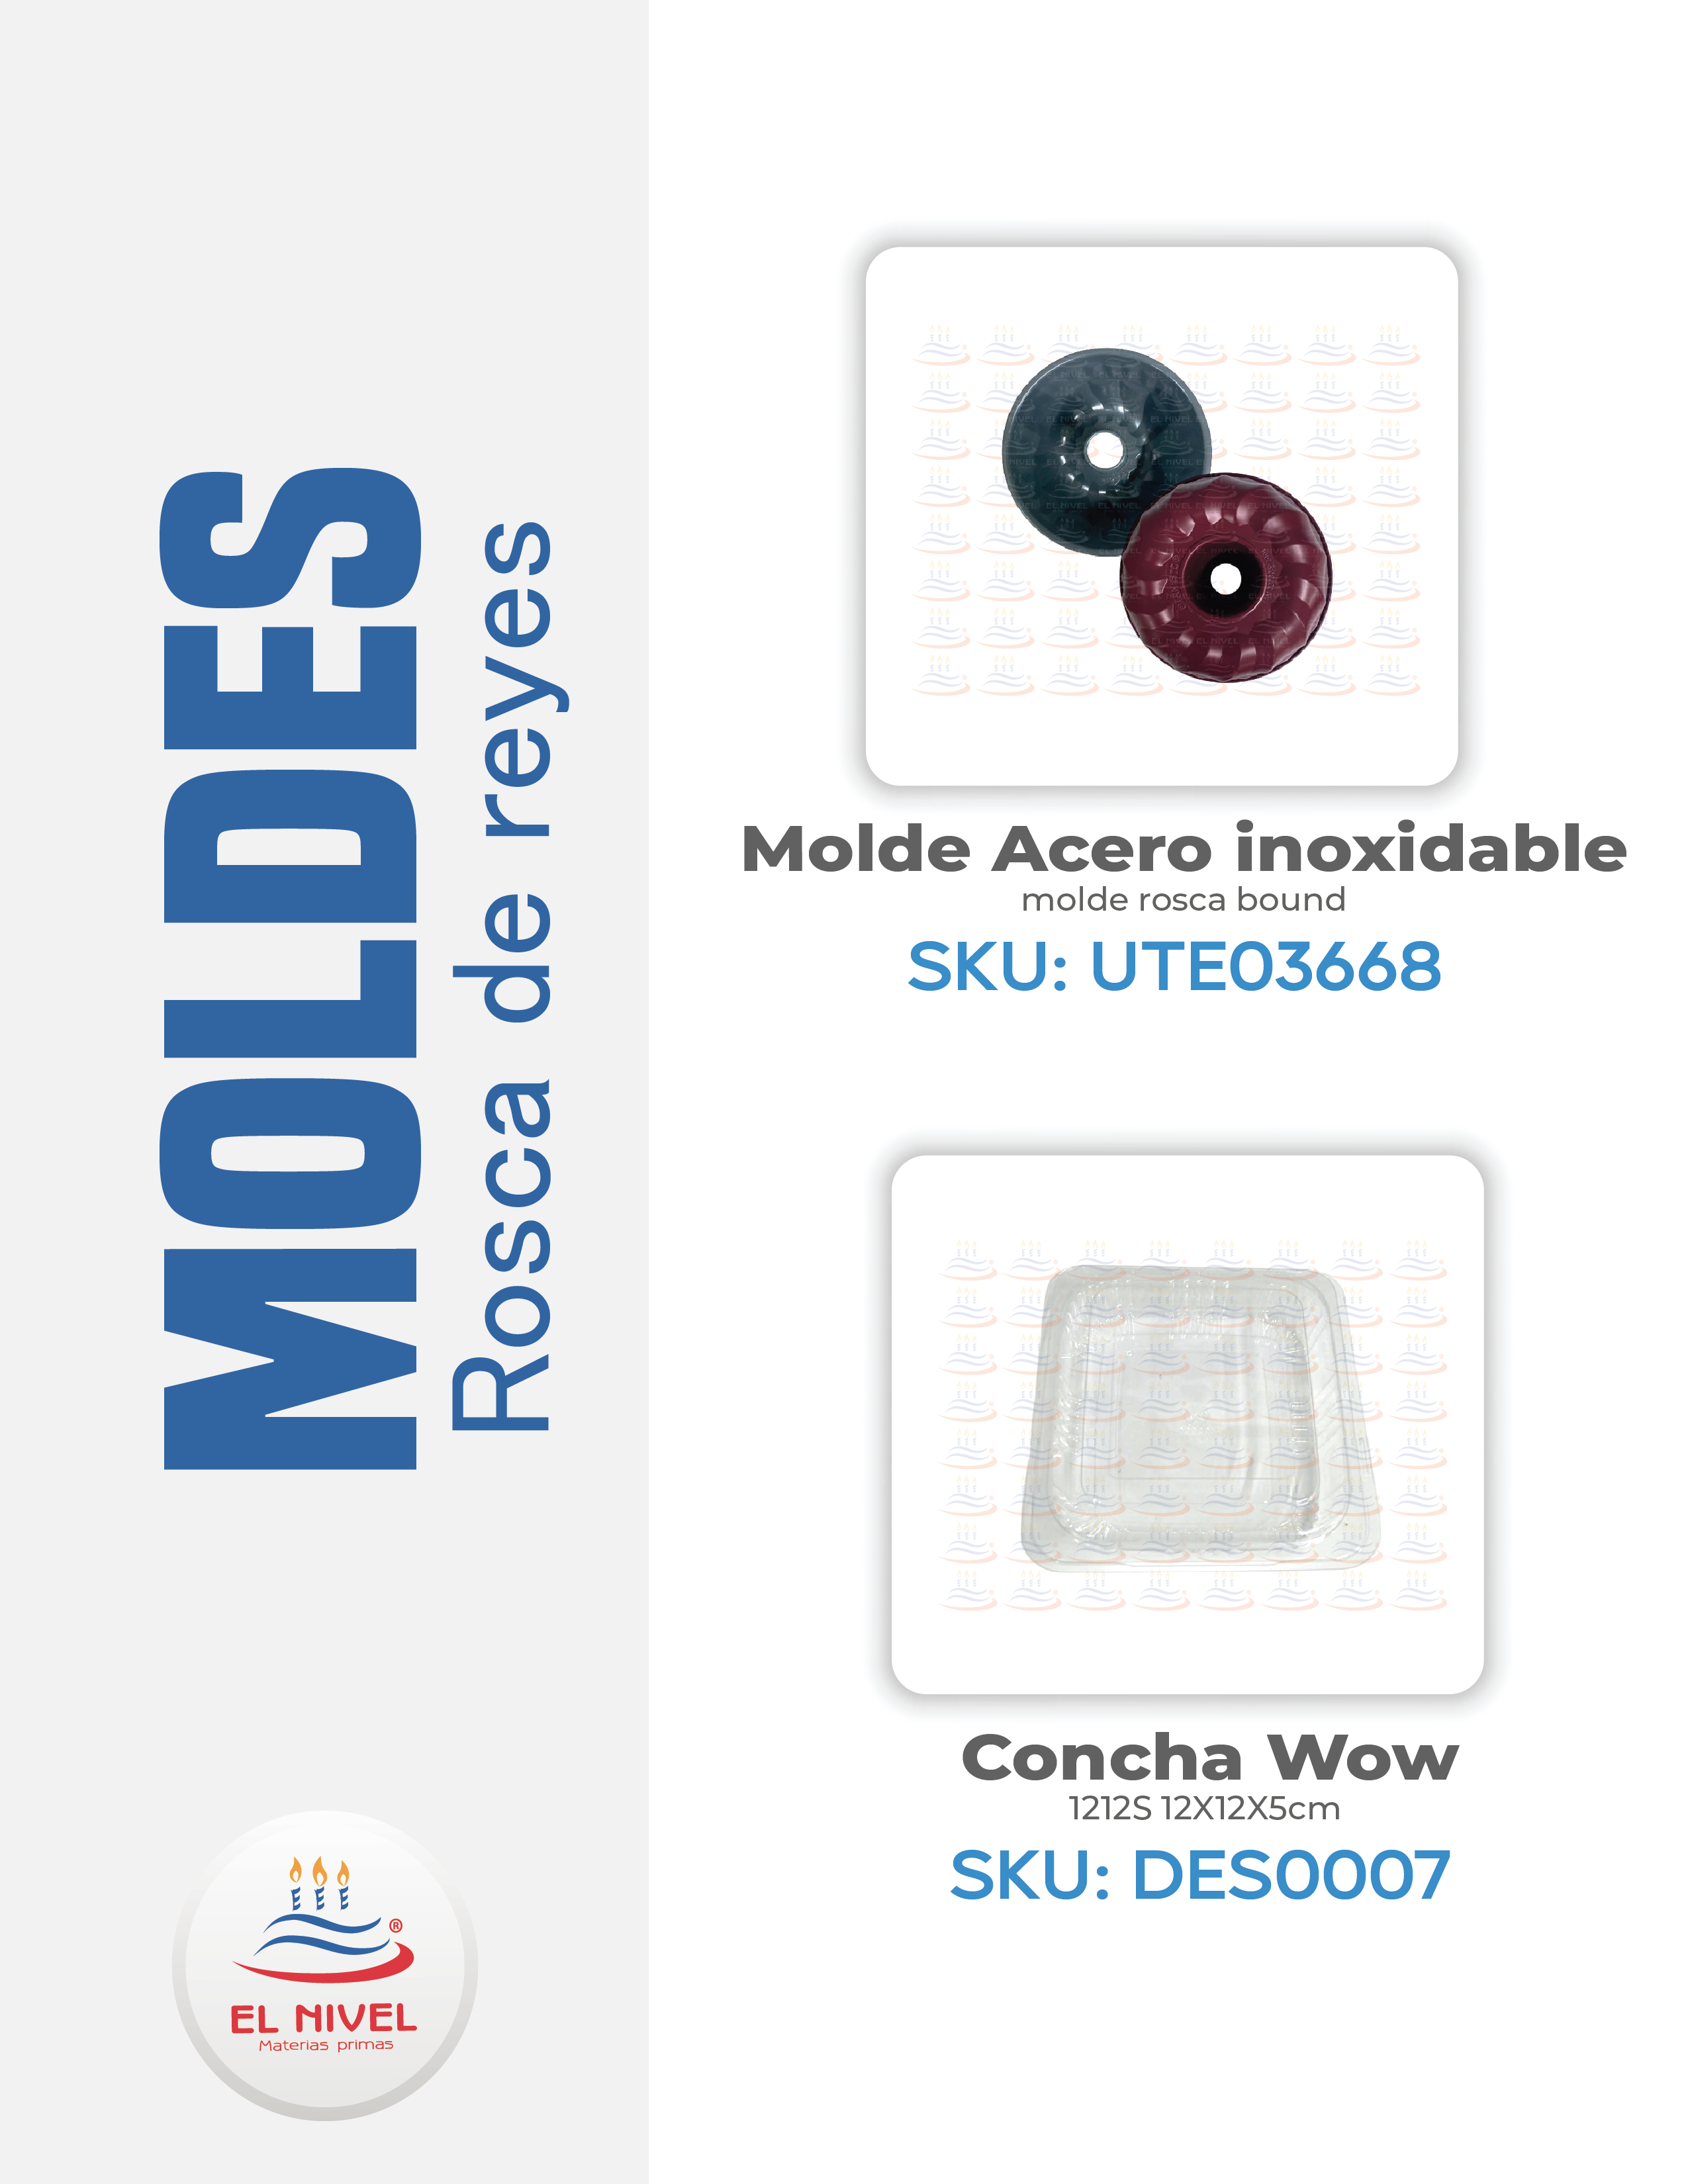 MOLDES
Rosca de reyes
Molde Acero inoxidable
molde rosca bound
SKU: UTE03668
Concha Wow
1212S 12X12X5cm
SKU: DES0007
®
EL NIVEL
Materias primas